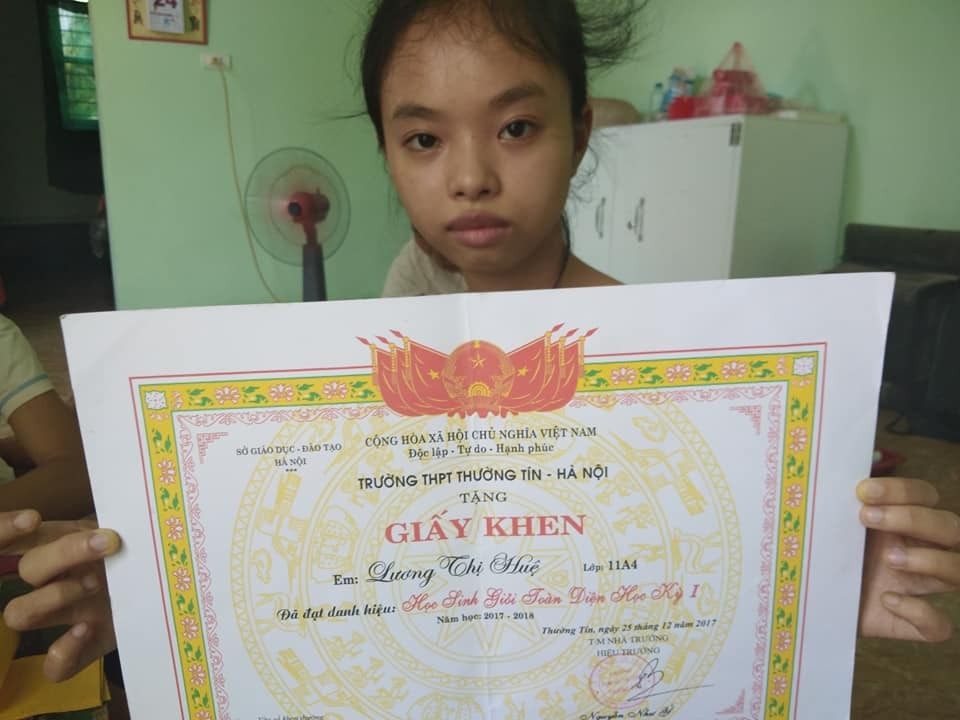 24
CỘNG HÒA XÃ HỘI CHỦ NGHĨA VIỆT NAM
Độc lập - Tự do - Hạnh phúc
SỞ GIÁO DỤC - ĐÀO TẠO
HÀ NỘI
***
TRƯỜNG THPT THƯỜNG TÍN - HÀ NỘI
TẶNG
GIẤY KHEN
Em: Lương Thị Huệ Lớp: 11A4
Đã đạt danh hiệu: Học Sinh Giỏi Toàn Diện Học Kỳ I
Năm học: 2017 - 2018
Thường Tín, ngày 25 tháng 12 năm 2017
T/M NHÀ TRƯỜNG
HIỆU TRƯỞNG
Nguyễn Như